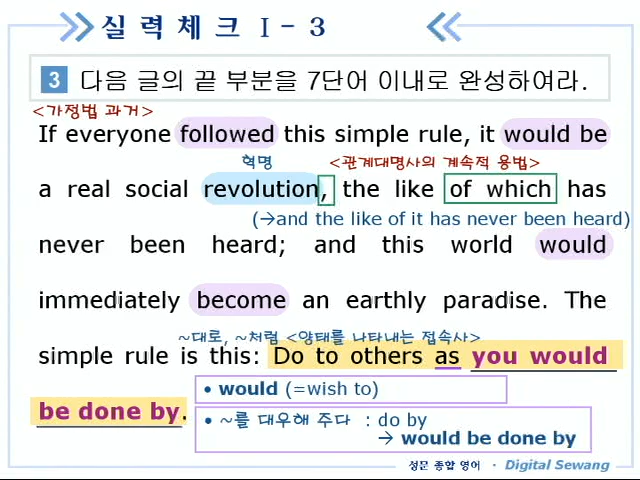 실 력 체 크 I - 3
3 다음 글의 끝 부분을 7단어 이내로 완성하여라.
<가정법 과거>
If everyone followed this simple rule, it would be
혁명 <관계대명사의 계속적 용법>
a real social revolution, the like of which has
(→and the like of it has never been heard)
never been heard; and this world would
immediately become an earthly paradise. The
~대로, ~처럼 <양태를 나타내는 접속사>
simple rule is this: Do to others as you would
be done by.
• would (=wish to)
• ~를 대우해 주다 : do by
→ would be done by
정문 종합 영어 · Digital Sewang